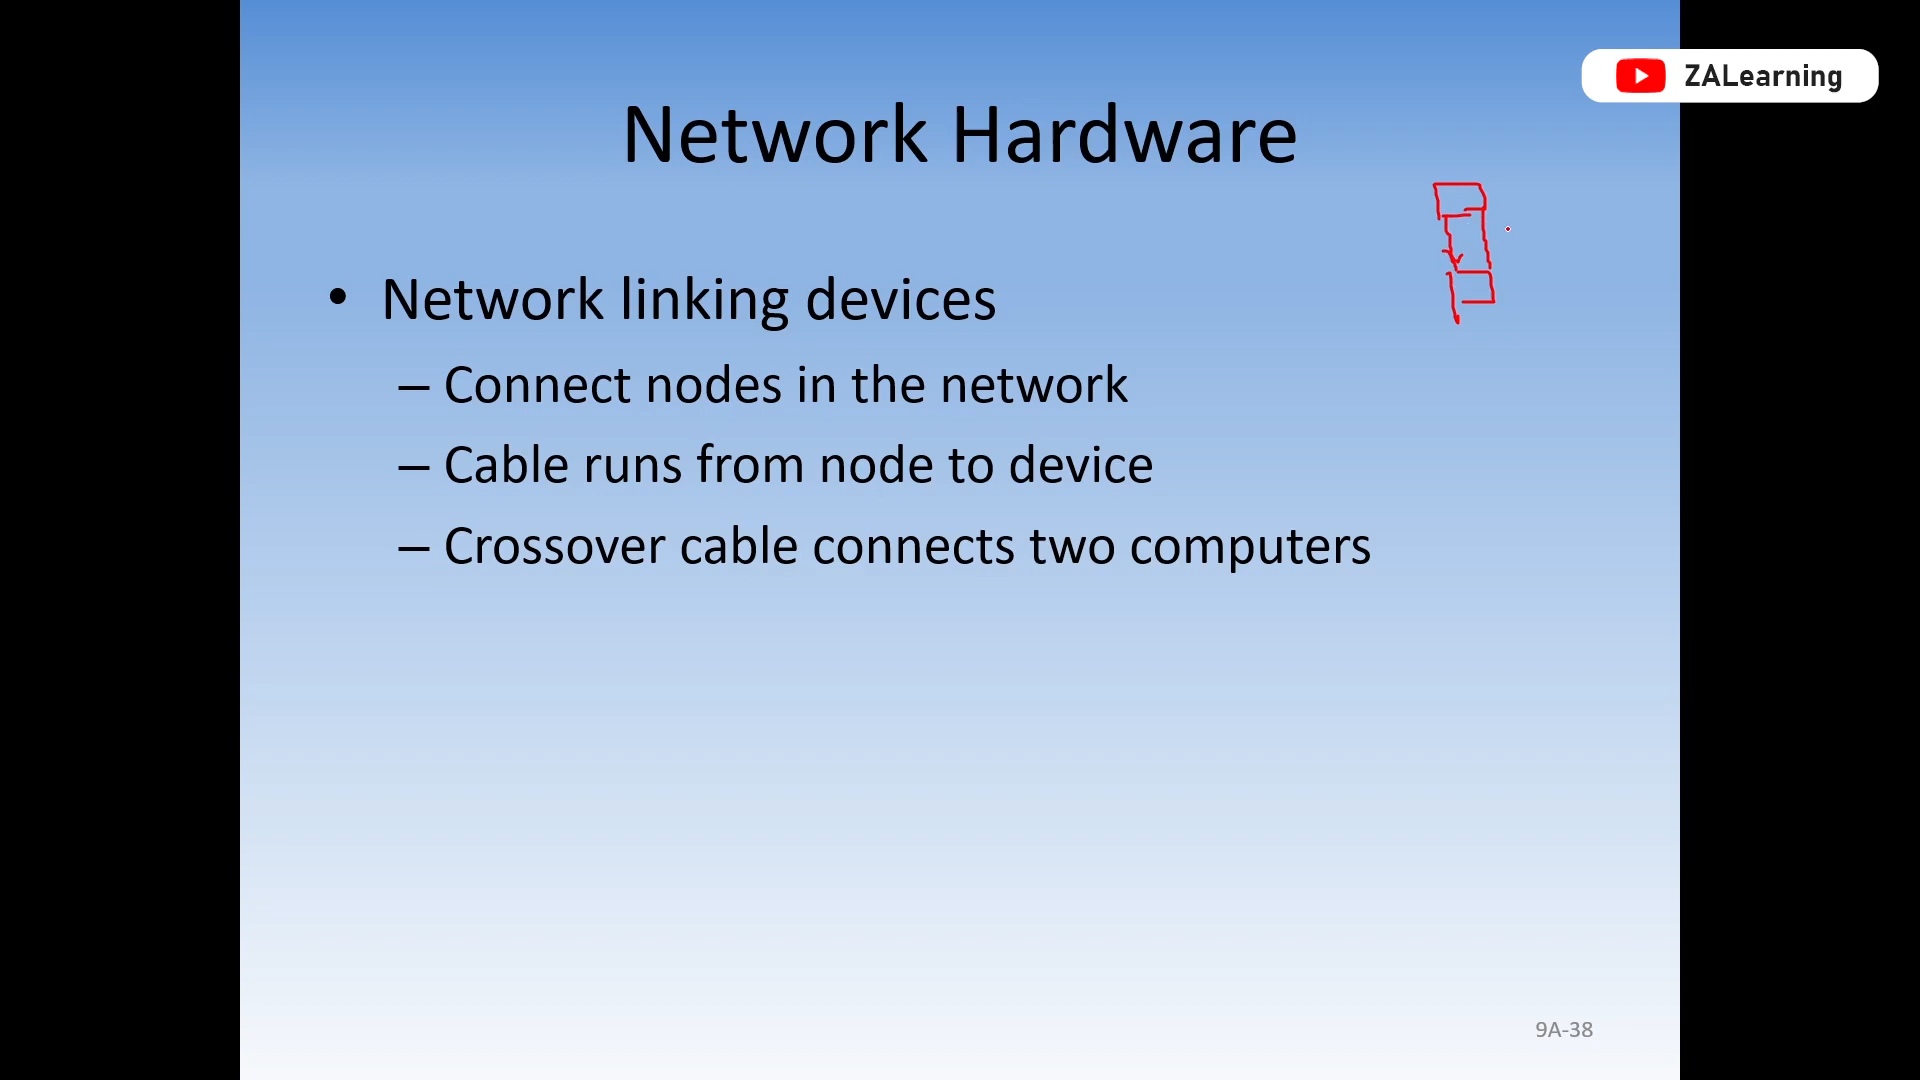 ZALearning
Network Hardware
• Network linking devices
– Connect nodes in the network
– Cable runs from node to device
– Crossover cable connects two computers
9A-38